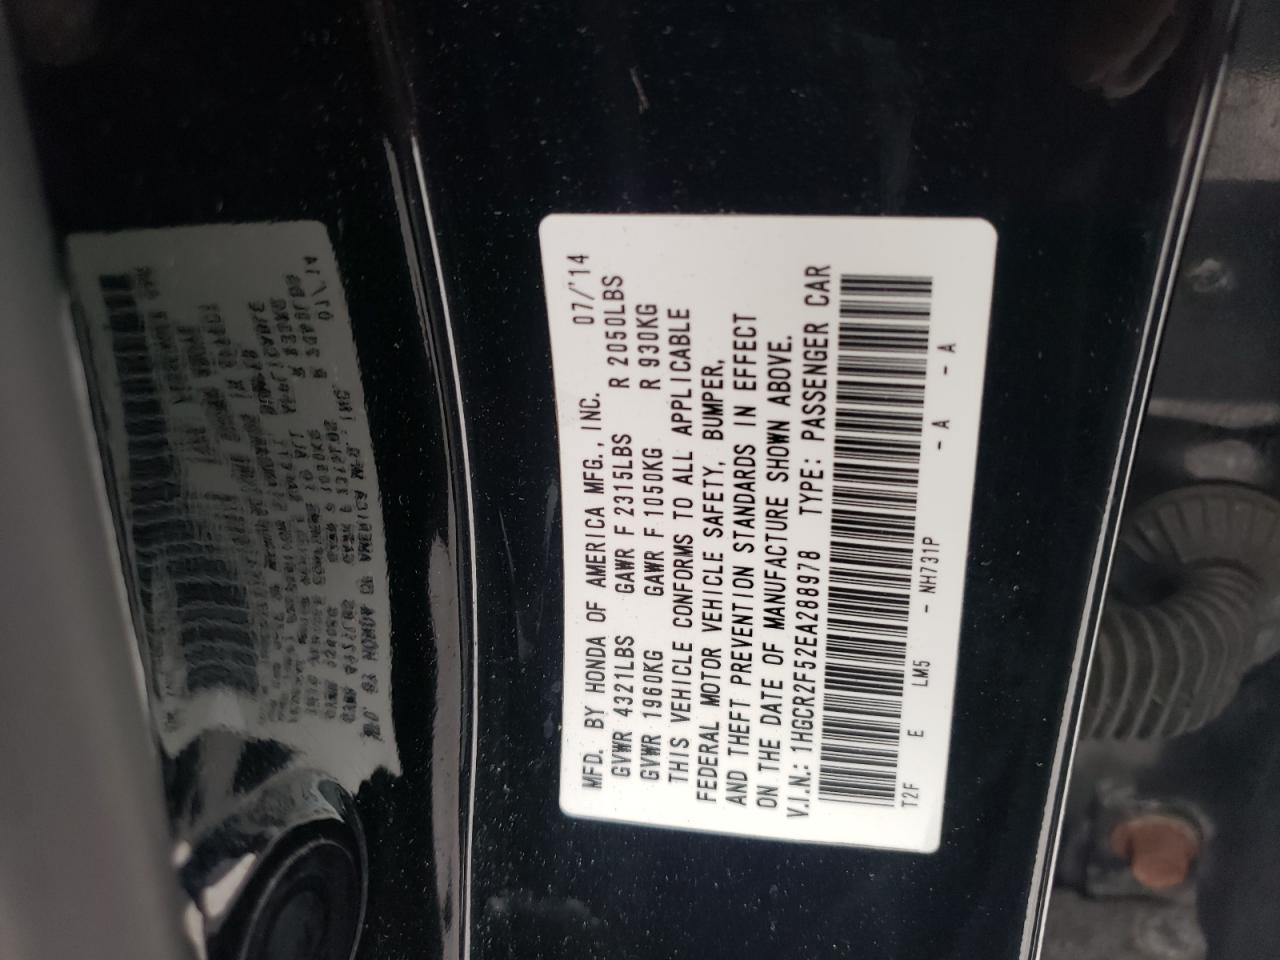 MFD. BY HONDA OF AMERICA MFG., INC. 07/'14
GVWR 4321LBS GAWR F 2315LBS R 2050LBS
GVWR 1960KG GAWR F 1050KG R 930KG
THIS VEHICLE CONFORMS TO ALL APPLICABLE
FEDERAL MOTOR VEHICLE SAFETY, BUMPER,
AND THEFT PREVENTION STANDARDS IN EFFECT
ON THE DATE OF MANUFACTURE SHOWN ABOVE.
V.I.N.: 1HGCR2F52EA288978 TYPE: PASSENGER CAR
T2F E LM5 - NH731P - A - A